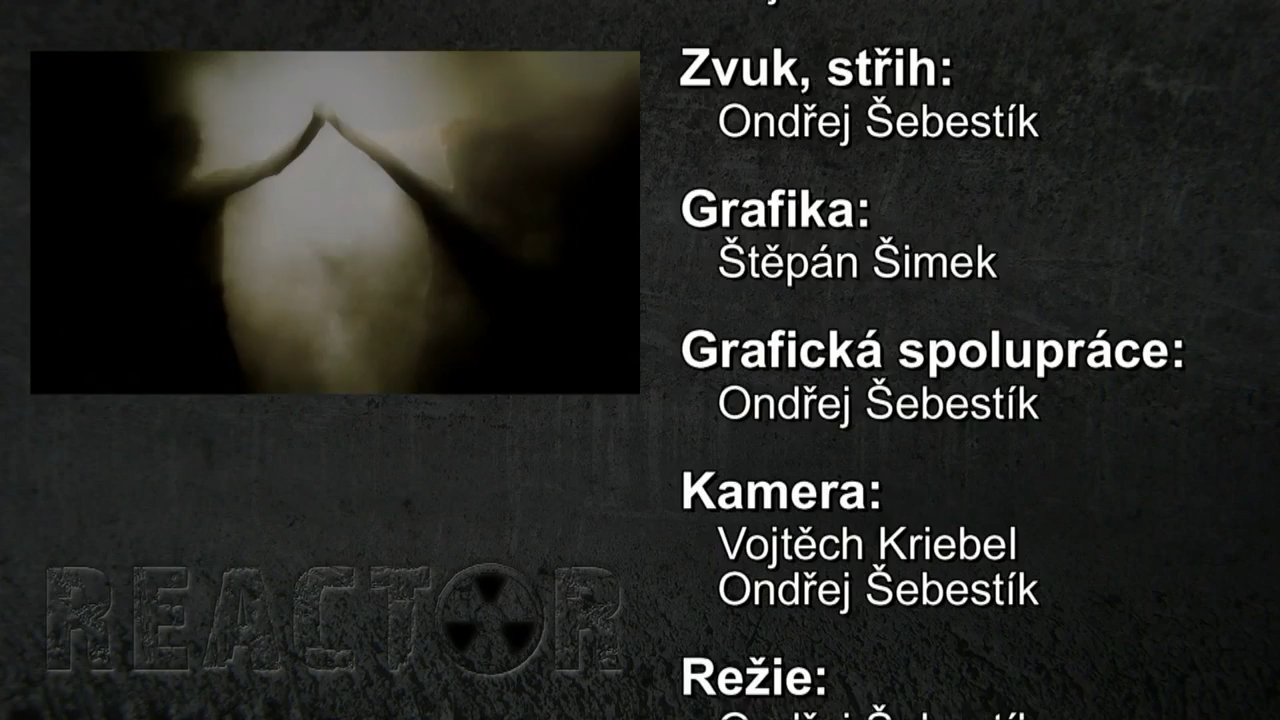 Zvuk, střih:
Ondřej Šebestík
Grafika:
Štěpán Šimek
Grafická spolupráce:
Ondřej Šebestík
Kamera:
Vojtěch Kriebel
Ondřej Šebestík
Režie:
REACTOR